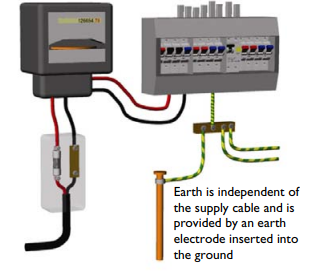 Earth is independent of
the supply cable and is
provided by an earth
electrode inserted into
the ground